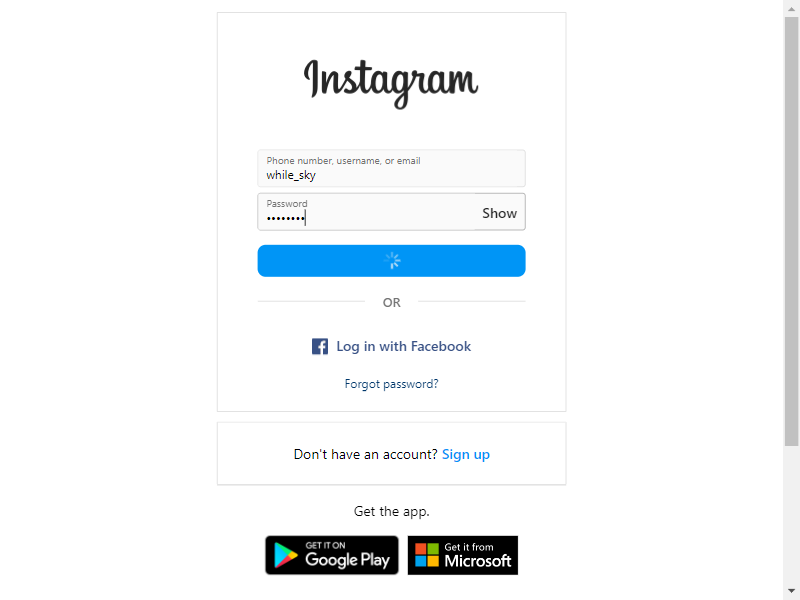 Instagram
Phone number, username, or email
while_sky
Password
••••••••
Show
OR
Log in with Facebook
Forgot password?
Don't have an account? Sign up
Get the app.
GET IT ON
Google Play
Get it from
Microsoft